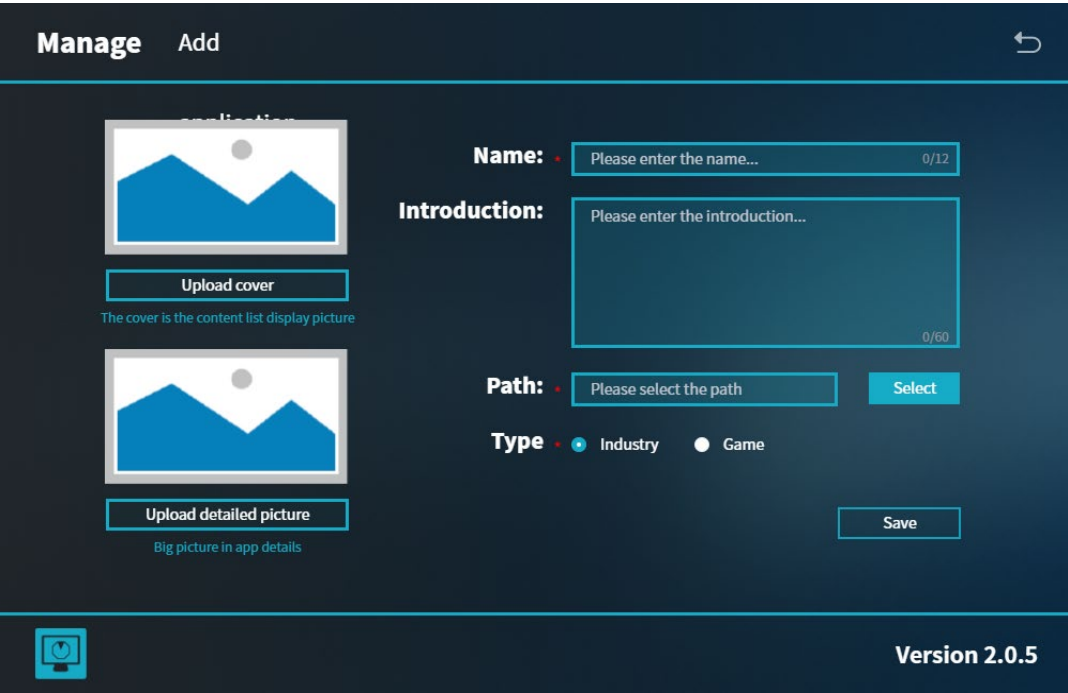 Manage Add
application
Upload cover
The cover is the content list display picture
Upload detailed picture
Big picture in app details
Name: * Please enter the name... 0/12
Introduction: Please enter the introduction...
0/60
Path: * Please select the path Select
Type * Industry Game
Save
Version 2.0.5